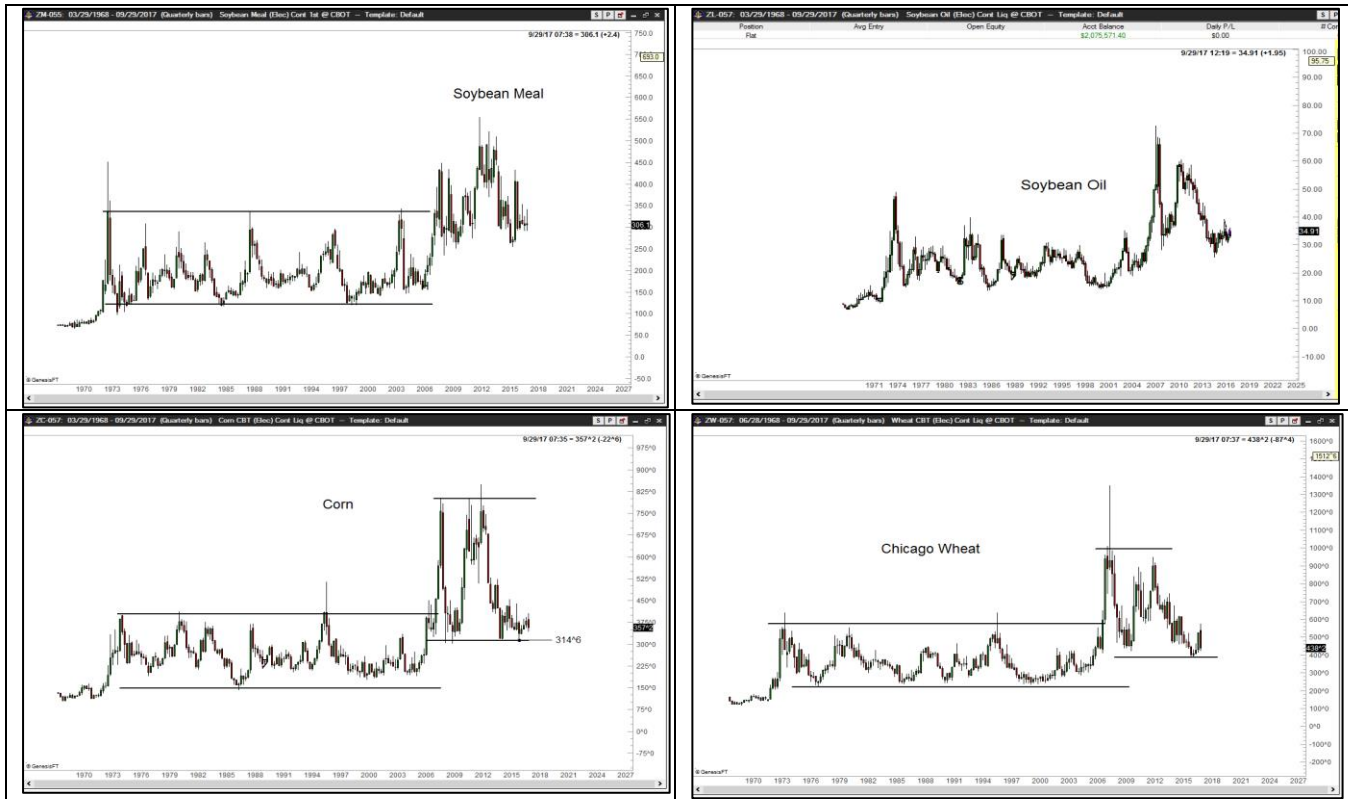 ZM-055: 03/29/1968 - 09/29/2017 (Quarterly bars) Soybean Meal (Elec) Cont 1st @ CBOT -- Template: Default
S P
9/29/17 07:38 = 306.1 (+2.4)
Soybean Meal
750.0
693.0
650.0
600.0
550.0
500.0
450.0
400.0
350.0
306.1
250.0
200.0
150.0
100.0
50.0
0.0
-50.0
© GenesisFT
1970 1973 1976 1979 1982 1985 1988 1991 1994 1997 2000 2003 2006 2009 2012 2015 2018 2021 2024 2027
ZL-057: 03/29/1968 - 09/29/2017 (Quarterly bars) Soybean Oil (Elec) Cont Liq @ CBOT -- Template: Default
S P
Position Avg Entry Open Equity Acct Balance Daily P/L # Con
Flat $2,075,571.40 $0.00
9/29/17 12:19 = 34.91 (+1.95)
Soybean Oil
100.00
95.75
90.00
80.00
70.00
60.00
50.00
40.00
34.91
30.00
20.00
10.00
0.00
-10.00
© GenesisFT
1971 1974 1977 1980 1983 1986 1989 1992 1995 1998 2001 2004 2007 2010 2013 2016 2019 2022 2025
ZC-057: 03/29/1968 - 09/29/2017 (Quarterly bars) Corn CBT (Elec) Cont Liq @ CBOT -- Template: Default
S P
9/29/17 07:35 = 357^2 (-22^6)
Corn
975^0
900^0
825^0
750^0
675^0
600^0
525^0
450^0
375^0
357^2
314^6
250^0
225^0
150^0
75^0
0^0
-75^0
© GenesisFT
1970 1973 1976 1979 1982 1985 1988 1991 1994 1997 2000 2003 2006 2009 2012 2015 2018 2021 2024 2027
ZW-057: 06/28/1968 - 09/29/2017 (Quarterly bars) Wheat CBT (Elec) Cont Liq @ CBOT -- Template: Default
S P
9/29/17 07:37 = 438^2 (-87^4)
Chicago Wheat
1600^0
1512^6
1400^0
1300^0
1200^0
1100^0
1000^0
900^0
800^0
700^0
600^0
500^0
438^2
300^0
200^0
100^0
0^0
-100^0
-200^0
© GenesisFT
1970 1973 1976 1979 1982 1985 1988 1991 1994 1997 2000 2003 2006 2009 2012 2015 2018 2021 2024 2027